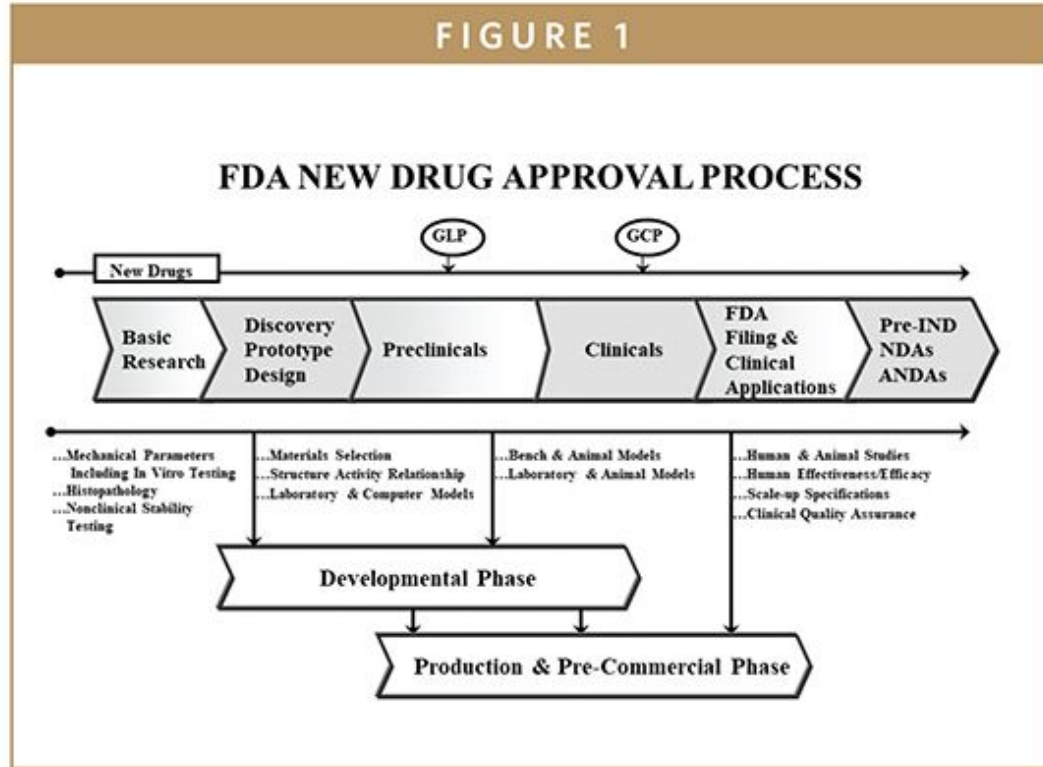 FIGURE 1
FDA NEW DRUG APPROVAL PROCESS
GLP
GCP
New Drugs
Basic
Research
Discovery
Prototype
Design
Preclinicals
Clinicals
FDA
Filing &
Clinical
Applications
Pre-IND
NDAs
ANDAs
...Mechanical Parameters
Including In Vitro Testing
...Histopathology
...Nonclinical Stability
Testing
...Materials Selection
...Structure Activity Relationship
...Laboratory & Computer Models
...Bench & Animal Models
...Laboratory & Animal Models
...Human & Animal Studies
...Human Effectiveness/Efficacy
...Scale-up Specifications
...Clinical Quality Assurance
Developmental Phase
Production & Pre-Commercial Phase